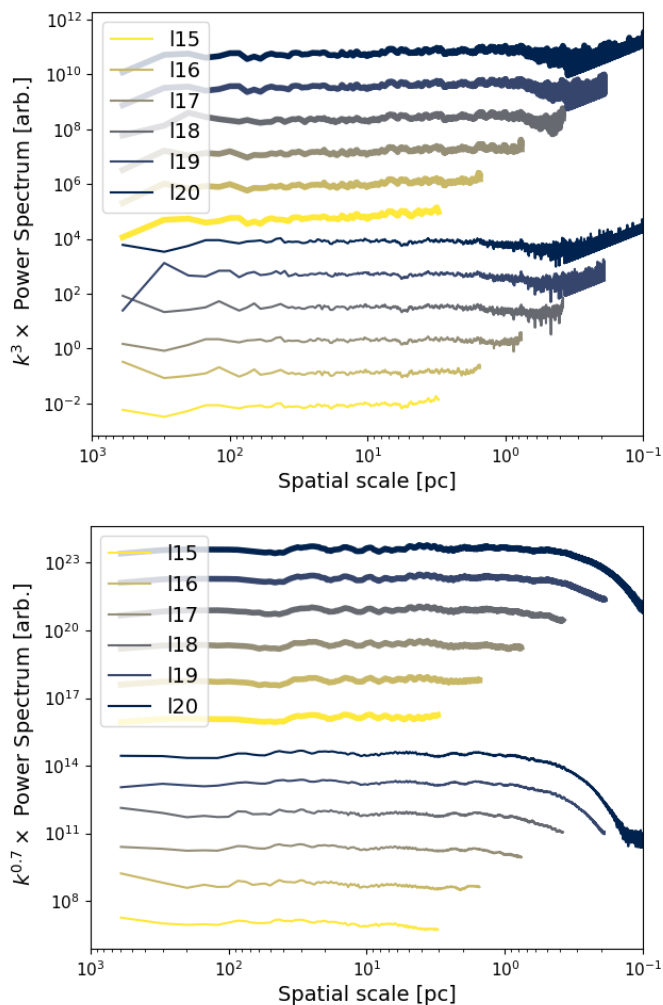 10^12
10^10
10^8
10^6
10^4
10^2
10^0
10^-2
k^3 × Power Spectrum [arb.]
l15
l16
l17
l18
l19
l20
10^3 10^2 10^1 10^0 10^-1
Spatial scale [pc]
10^23
10^20
10^17
10^14
10^11
10^8
k^0.7 × Power Spectrum [arb.]
l15
l16
l17
l18
l19
l20
10^3 10^2 10^1 10^0 10^-1
Spatial scale [pc]